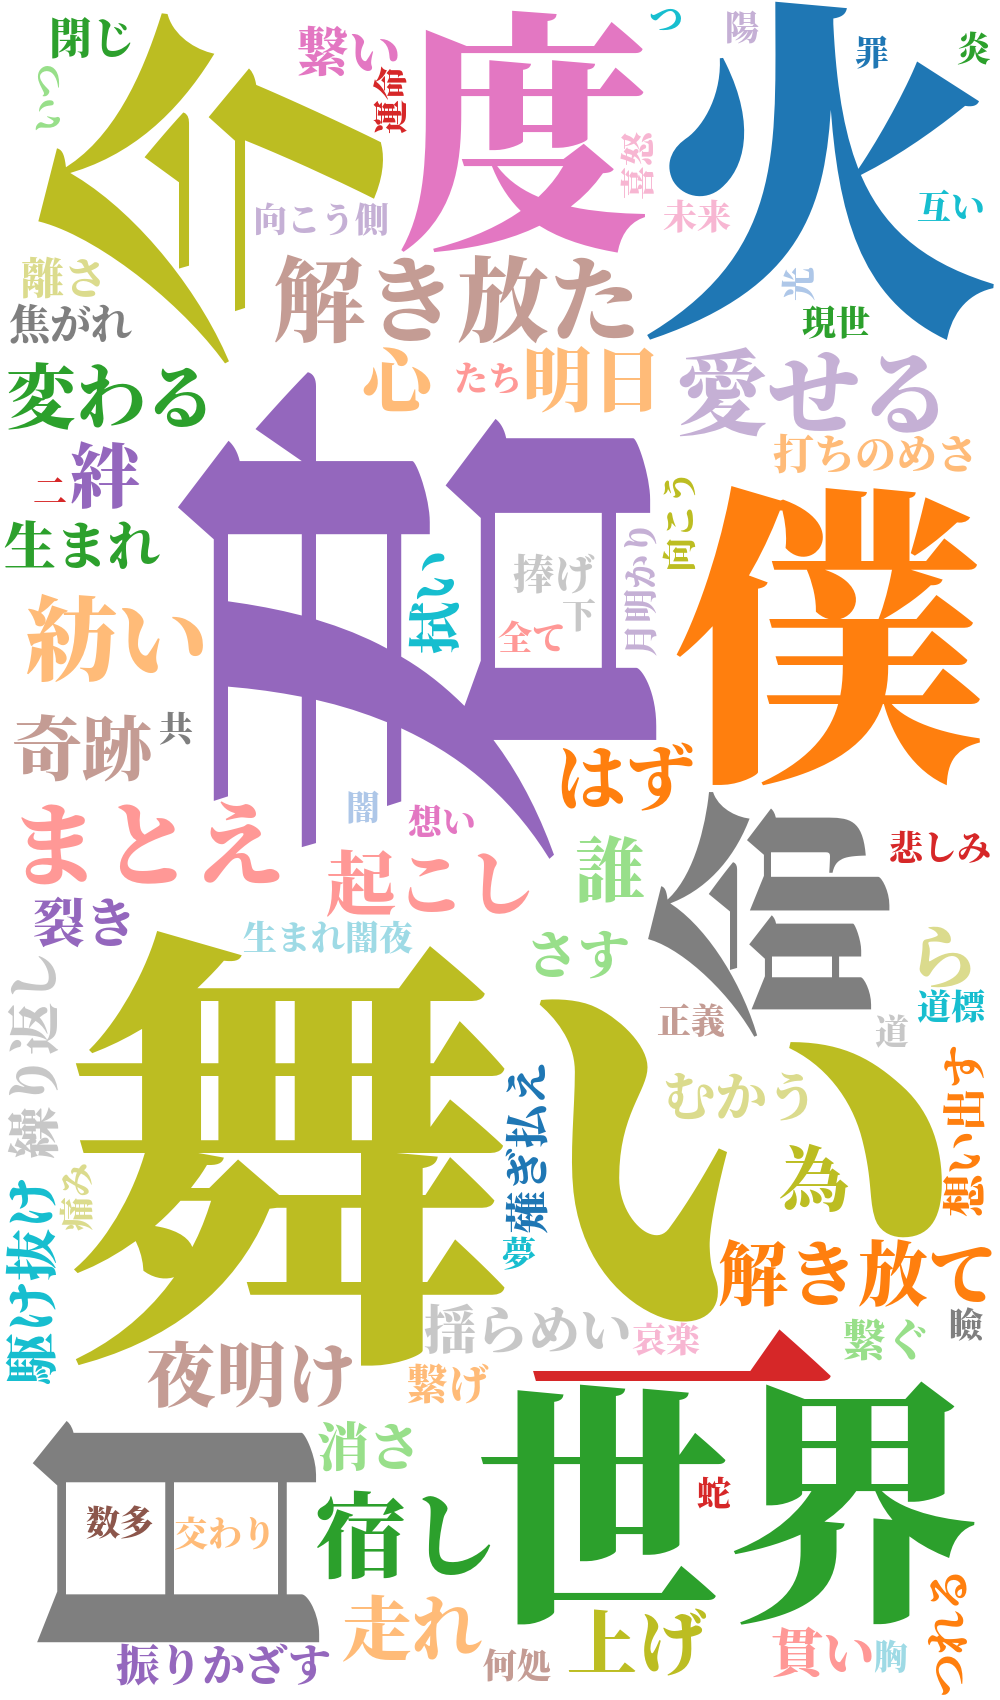 閉じ
繋い
度
つ
陽
火
罪
炎
いつ
今
運命
喜怒
向こう側
未来
互い
離さ
解き放た
光
焦がれ
現世
変わる
心
たち
明日
愛せる
絆
二
君
打ちのめさ
生まれ
拭い
捧げ
下
全て
月明かり
向こう
僕
紡い
奇跡
共
はず
まとえ
闇
想い
起こし
誰
命
悲しみ
裂き
生まれ
闇夜
さす
ら
道標
正義
道
繰り返し
舞い
むかう
為
想い出す
薙ぎ払え
痛み
駆け抜け
夢
解き放て
揺らめい
哀楽
繋ぐ
瞼
夜明け
繋げ
一
世界
日
数多
交わり
消さ
宿し
蛇
走れ
振りかざす
何処
上げ
貫い
胸
つれる